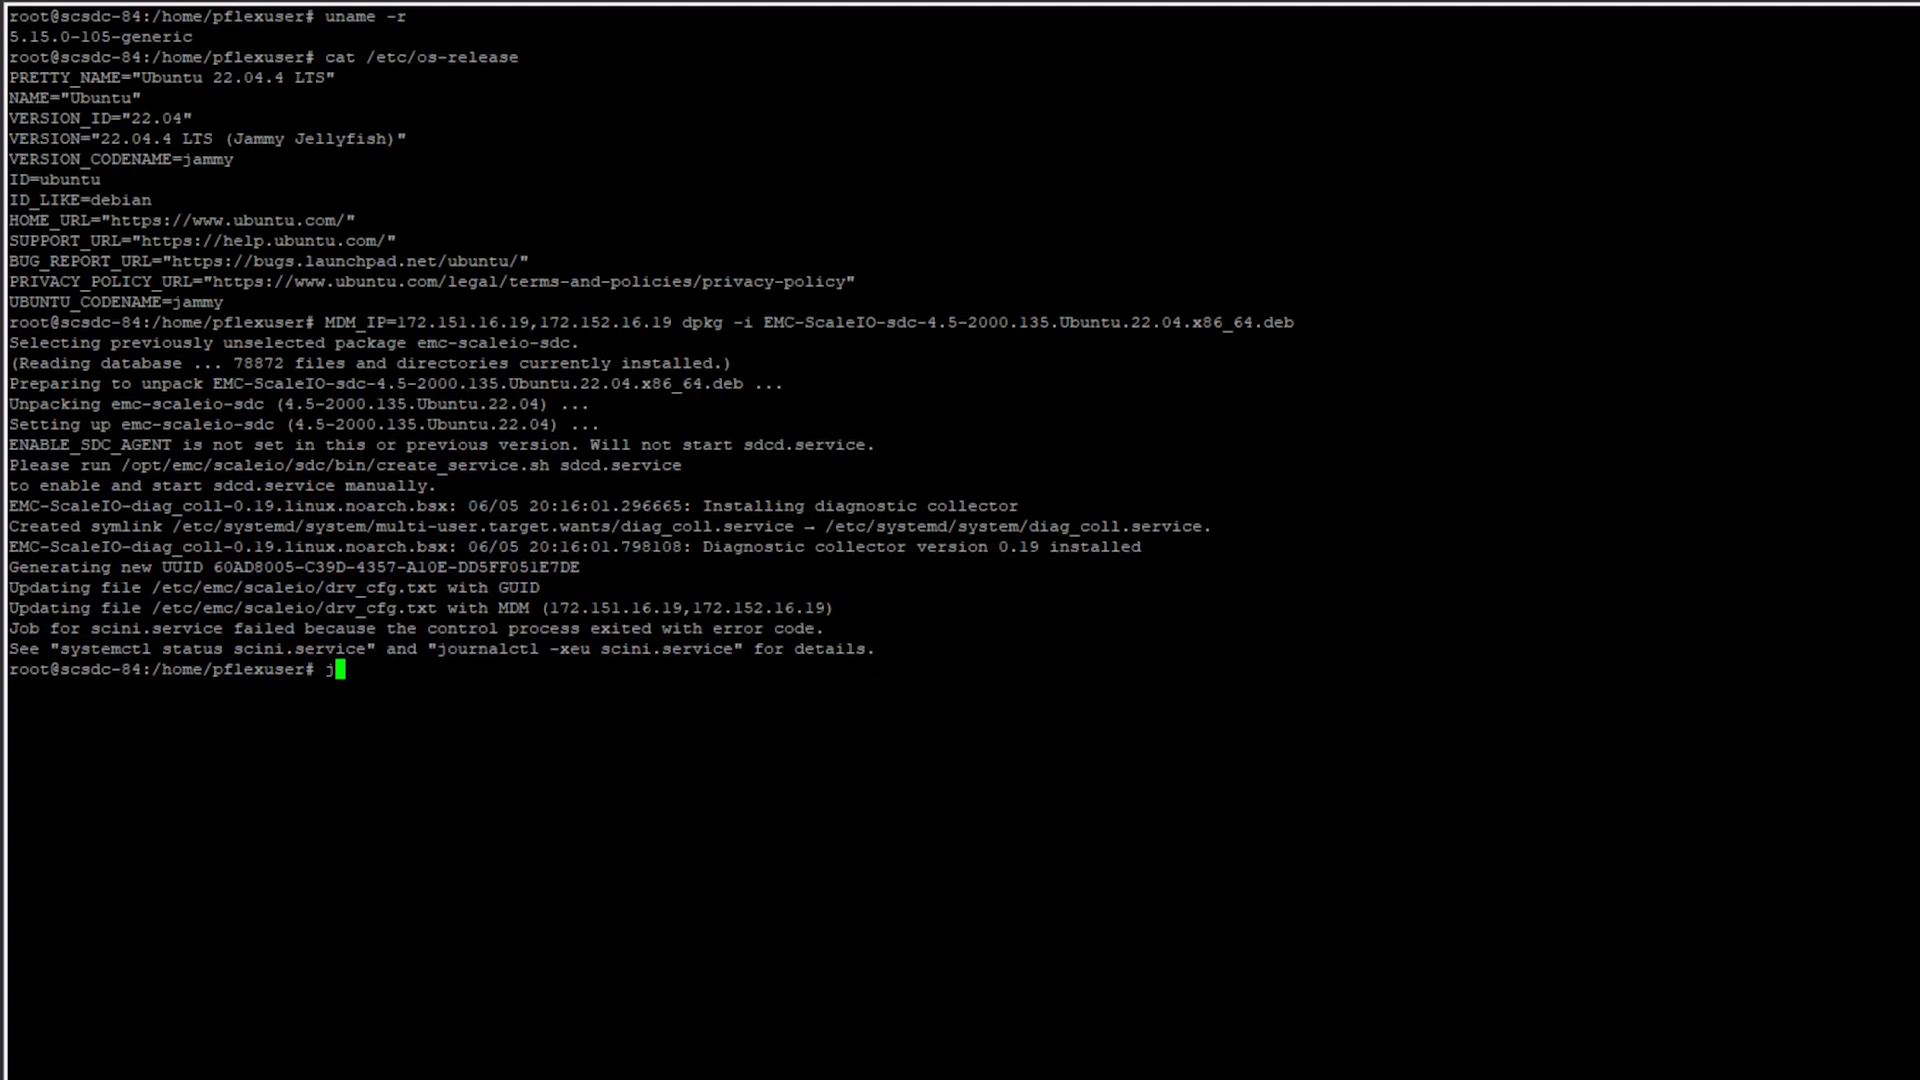 root@scsdc-84:/home/pflexuser# uname -r
5.15.0-105-generic
root@scsdc-84:/home/pflexuser# cat /etc/os-release
PRETTY_NAME="Ubuntu 22.04.4 LTS"
NAME="Ubuntu"
VERSION_ID="22.04"
VERSION="22.04.4 LTS (Jammy Jellyfish)"
VERSION_CODENAME=jammy
ID=ubuntu
ID_LIKE=debian
HOME_URL="https://www.ubuntu.com/"
SUPPORT_URL="https://help.ubuntu.com/"
BUG_REPORT_URL="https://bugs.launchpad.net/ubuntu/"
PRIVACY_POLICY_URL="https://www.ubuntu.com/legal/terms-and-policies/privacy-policy"
UBUNTU_CODENAME=jammy
root@scsdc-84:/home/pflexuser# MDM_IP=172.151.16.19,172.152.16.19 dpkg -i EMC-ScaleIO-sdc-4.5-2000.135.Ubuntu.22.04.x86_64.deb
Selecting previously unselected package emc-scaleio-sdc.
(Reading database ... 78872 files and directories currently installed.)
Preparing to unpack EMC-ScaleIO-sdc-4.5-2000.135.Ubuntu.22.04.x86_64.deb ...
Unpacking emc-scaleio-sdc (4.5-2000.135.Ubuntu.22.04) ...
Setting up emc-scaleio-sdc (4.5-2000.135.Ubuntu.22.04) ...
ENABLE_SDC_AGENT is not set in this or previous version. Will not start sdcd.service.
Please run /opt/emc/scaleio/sdc/bin/create_service.sh sdcd.service
to enable and start sdcd.service manually.
EMC-ScaleIO-diag_coll-0.19.linux.noarch.bsx: 06/05 20:16:01.296665: Installing diagnostic collector
Created symlink /etc/systemd/system/multi-user.target.wants/diag_coll.service → /etc/systemd/system/diag_coll.service.
EMC-ScaleIO-diag_coll-0.19.linux.noarch.bsx: 06/05 20:16:01.798108: Diagnostic collector version 0.19 installed
Generating new UUID 60AD8005-C39D-4357-A10E-DD5FF051E7DE
Updating file /etc/emc/scaleio/drv_cfg.txt with GUID
Updating file /etc/emc/scaleio/drv_cfg.txt with MDM (172.151.16.19,172.152.16.19)
Job for scini.service failed because the control process exited with error code.
See "systemctl status scini.service" and "journalctl -xeu scini.service" for details.
root@scsdc-84:/home/pflexuser# j